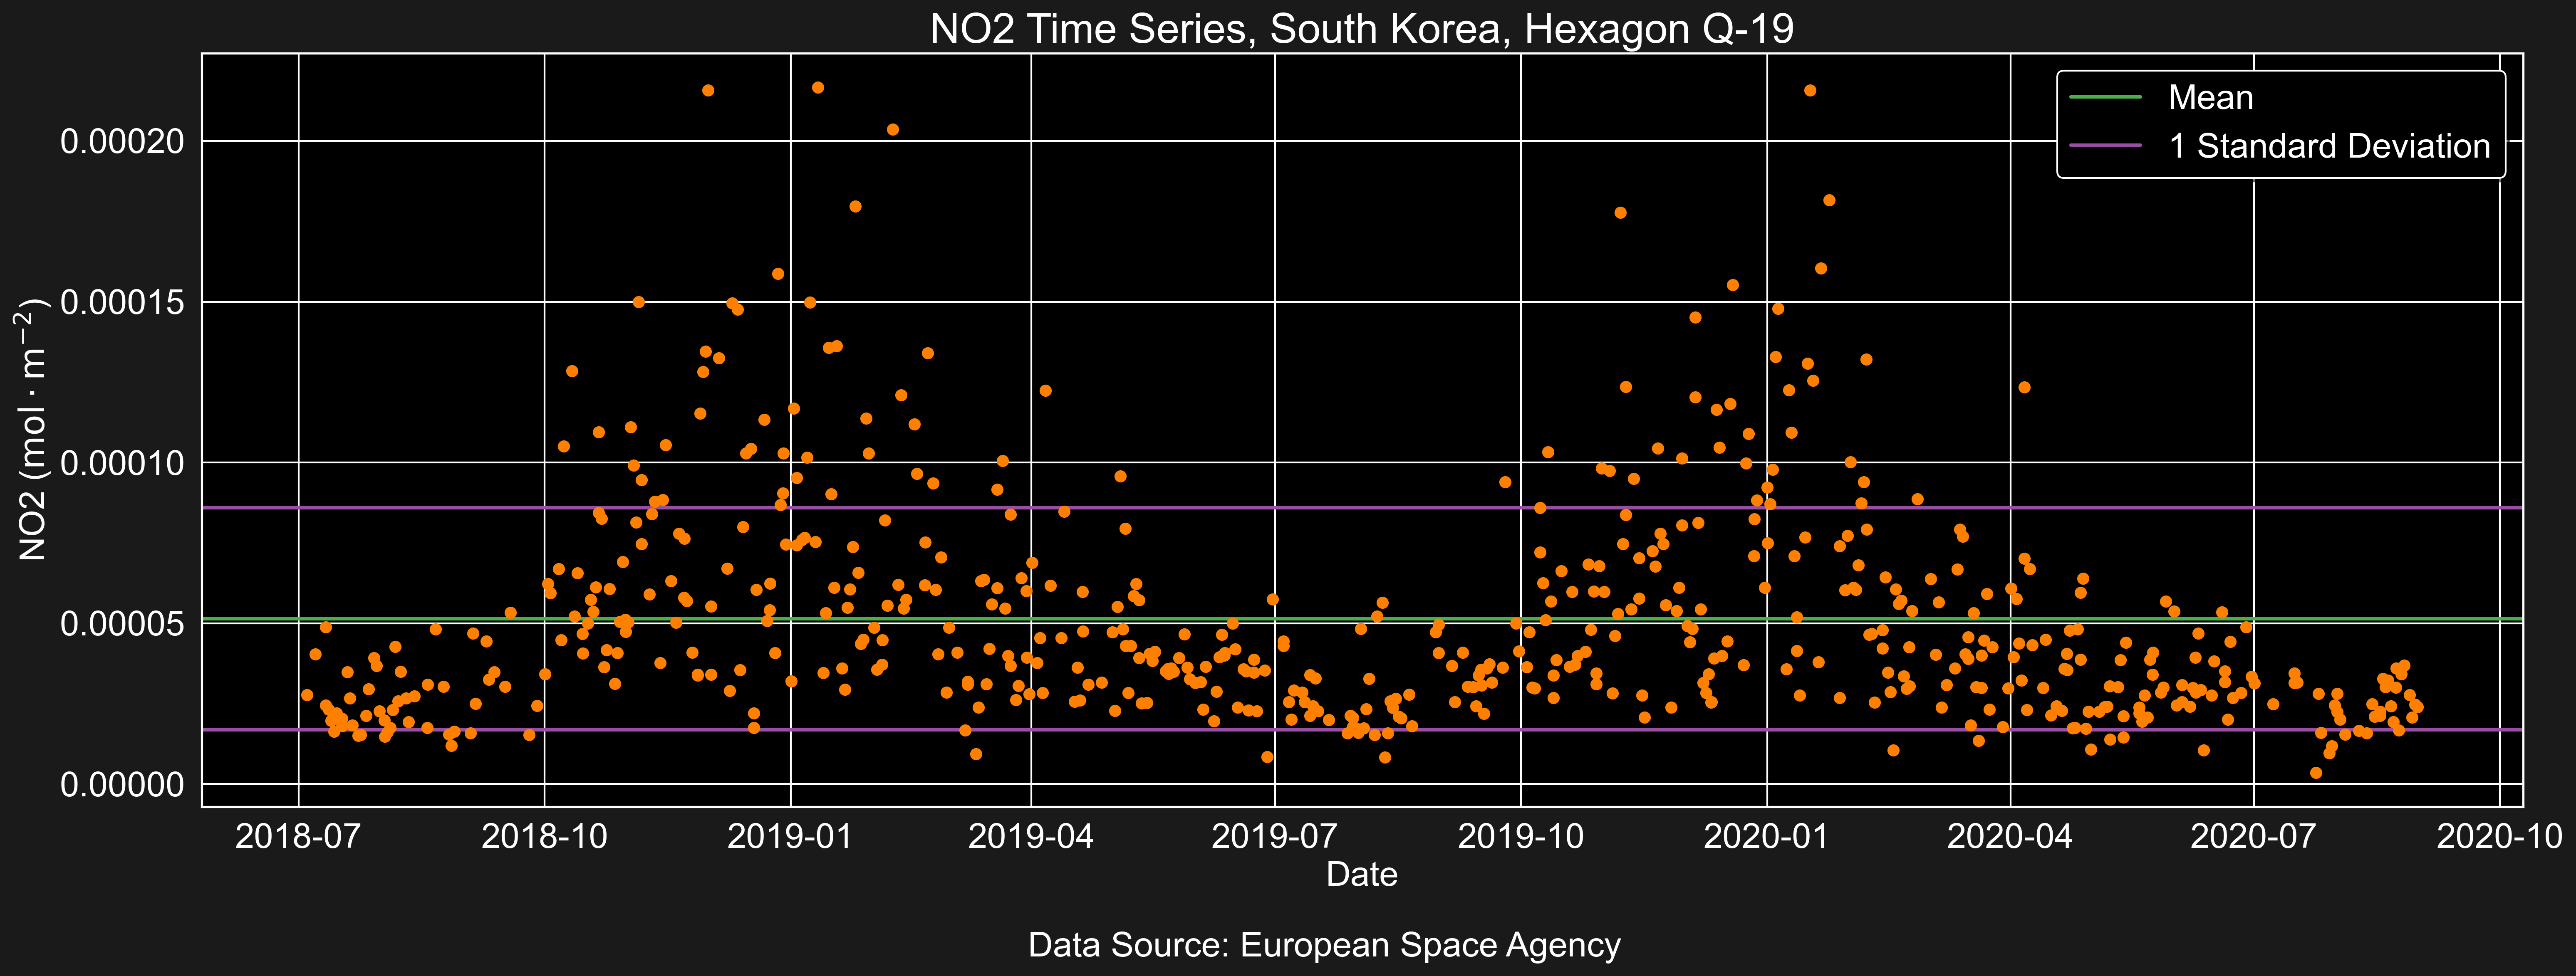 NO2 Time Series, South Korea, Hexagon Q-19
Mean
1 Standard Deviation
NO2 (mol · m⁻²)
0.00020
0.00015
0.00010
0.00005
0.00000
2018-07 2018-10 2019-01 2019-04 2019-07 2019-10 2020-01 2020-04 2020-07 2020-10
Date
Data Source: European Space Agency